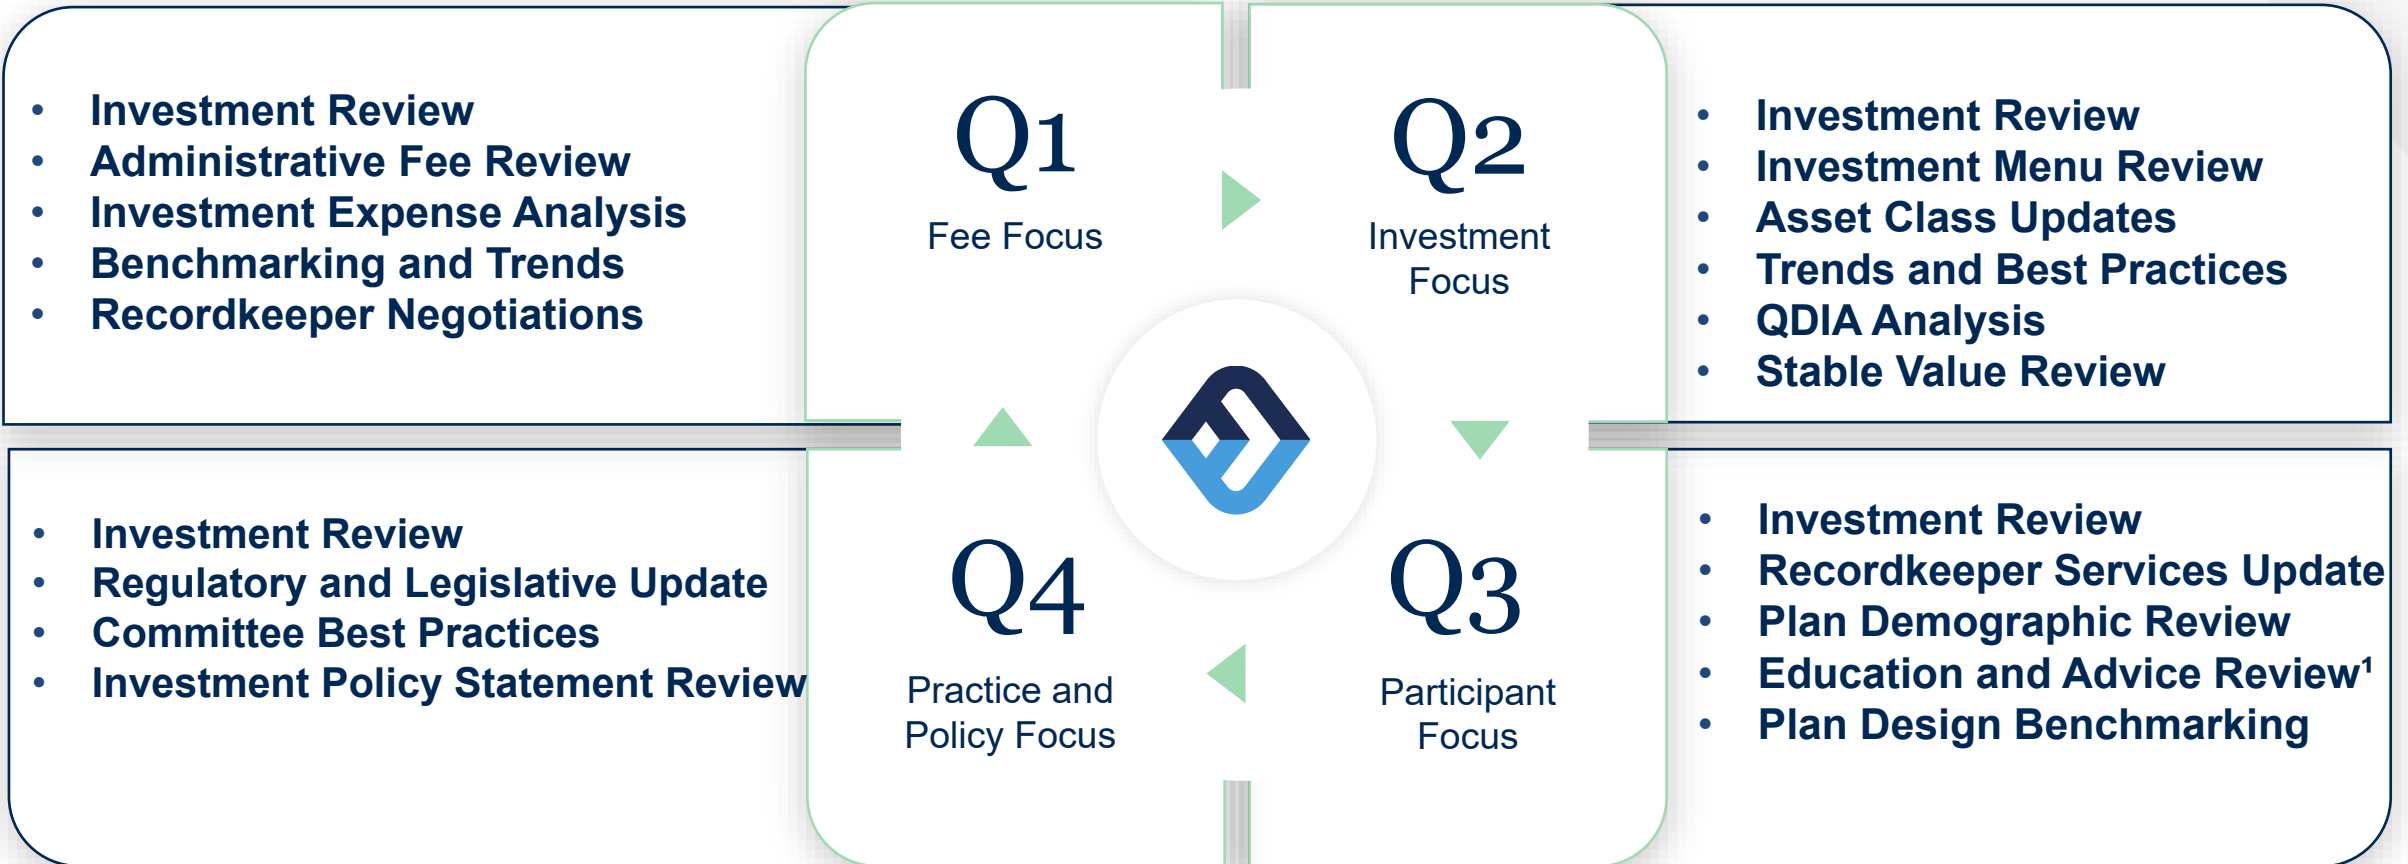 • Investment Review
• Administrative Fee Review
• Investment Expense Analysis
• Benchmarking and Trends
• Recordkeeper Negotiations
Q1
Fee Focus
Q2
Investment
Focus
• Investment Review
• Investment Menu Review
• Asset Class Updates
• Trends and Best Practices
• QDIA Analysis
• Stable Value Review
• Investment Review
• Regulatory and Legislative Update
• Committee Best Practices
• Investment Policy Statement Review
Q4
Practice and
Policy Focus
Q3
Participant
Focus
• Investment Review
• Recordkeeper Services Update
• Plan Demographic Review
• Education and Advice Review¹
• Plan Design Benchmarking